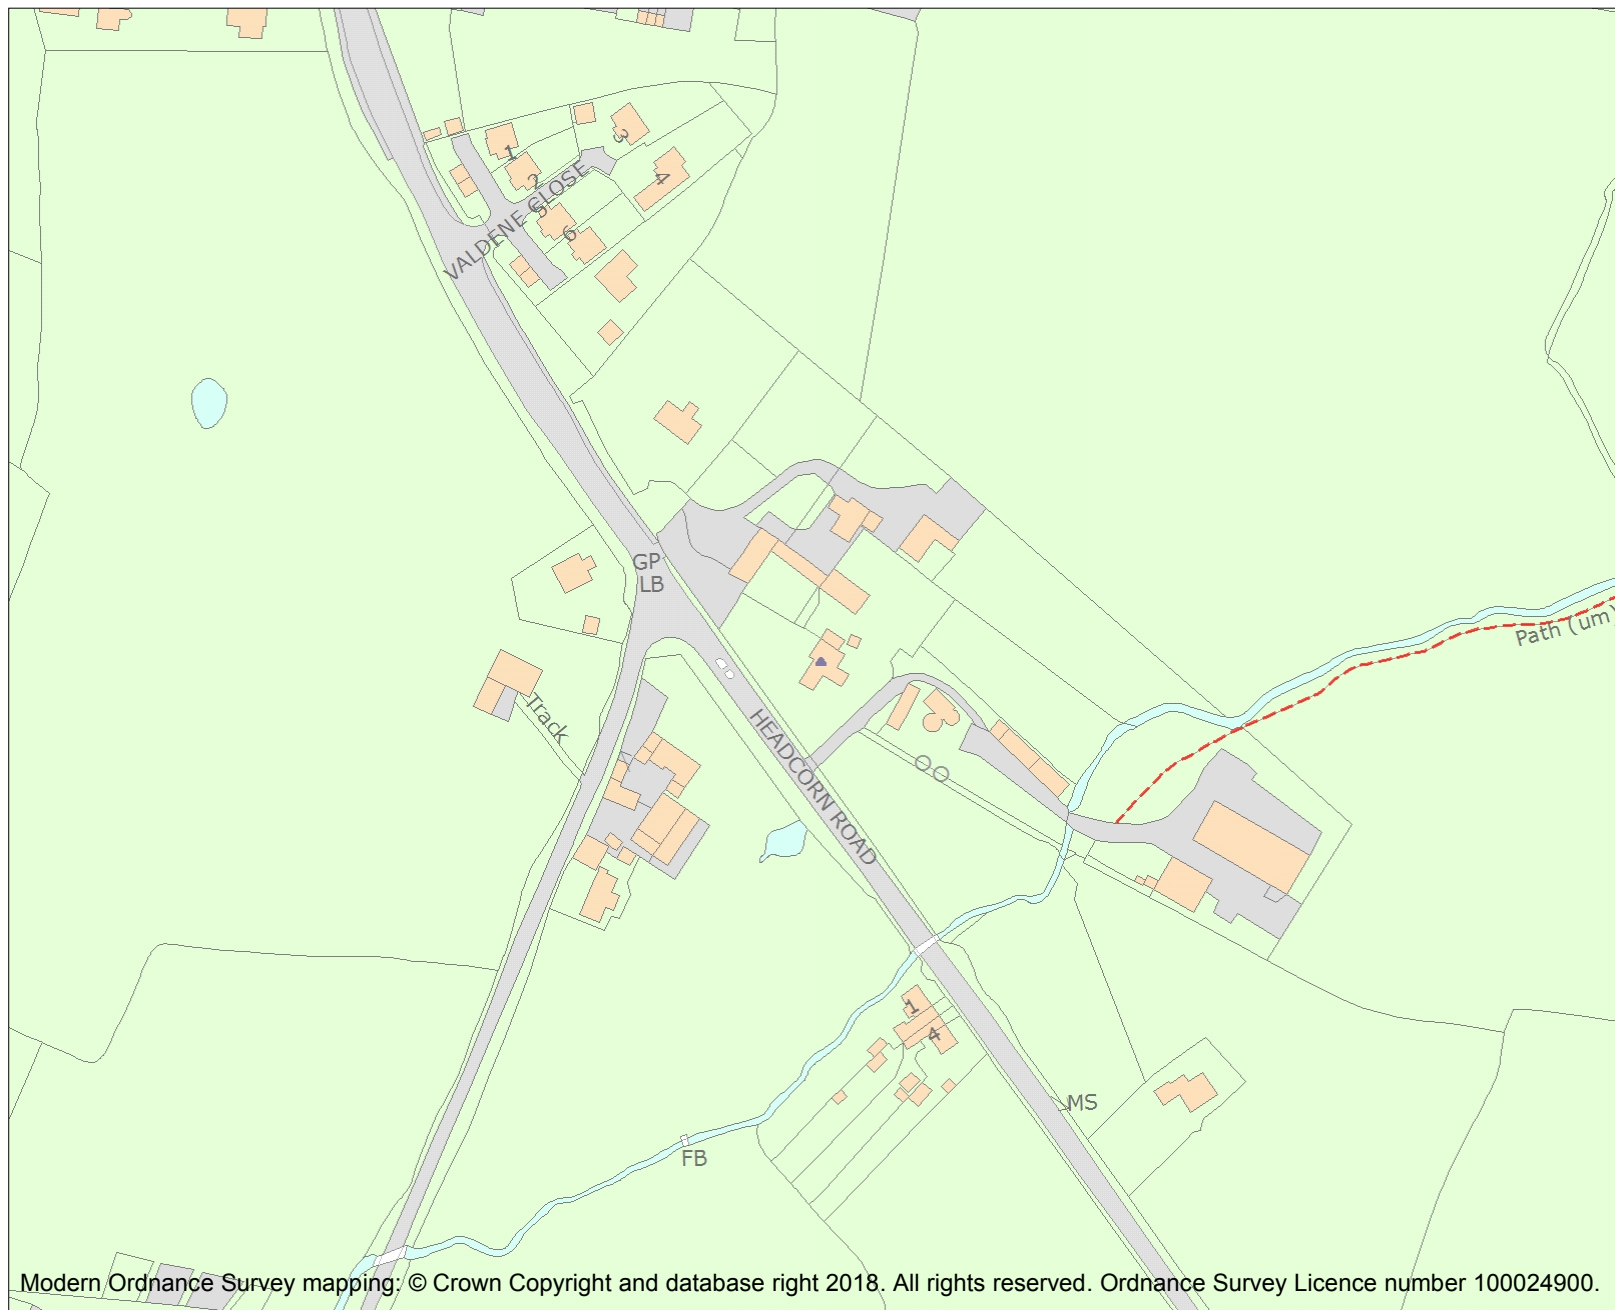 1
3
2
4
VALDENE CLOSE
5
6
GP
LB
Path (um)
Track
HEADCORN ROAD
1
4
MS
FB
Modern Ordnance Survey mapping: © Crown Copyright and database right 2018. All rights reserved. Ordnance Survey Licence number 100024900.